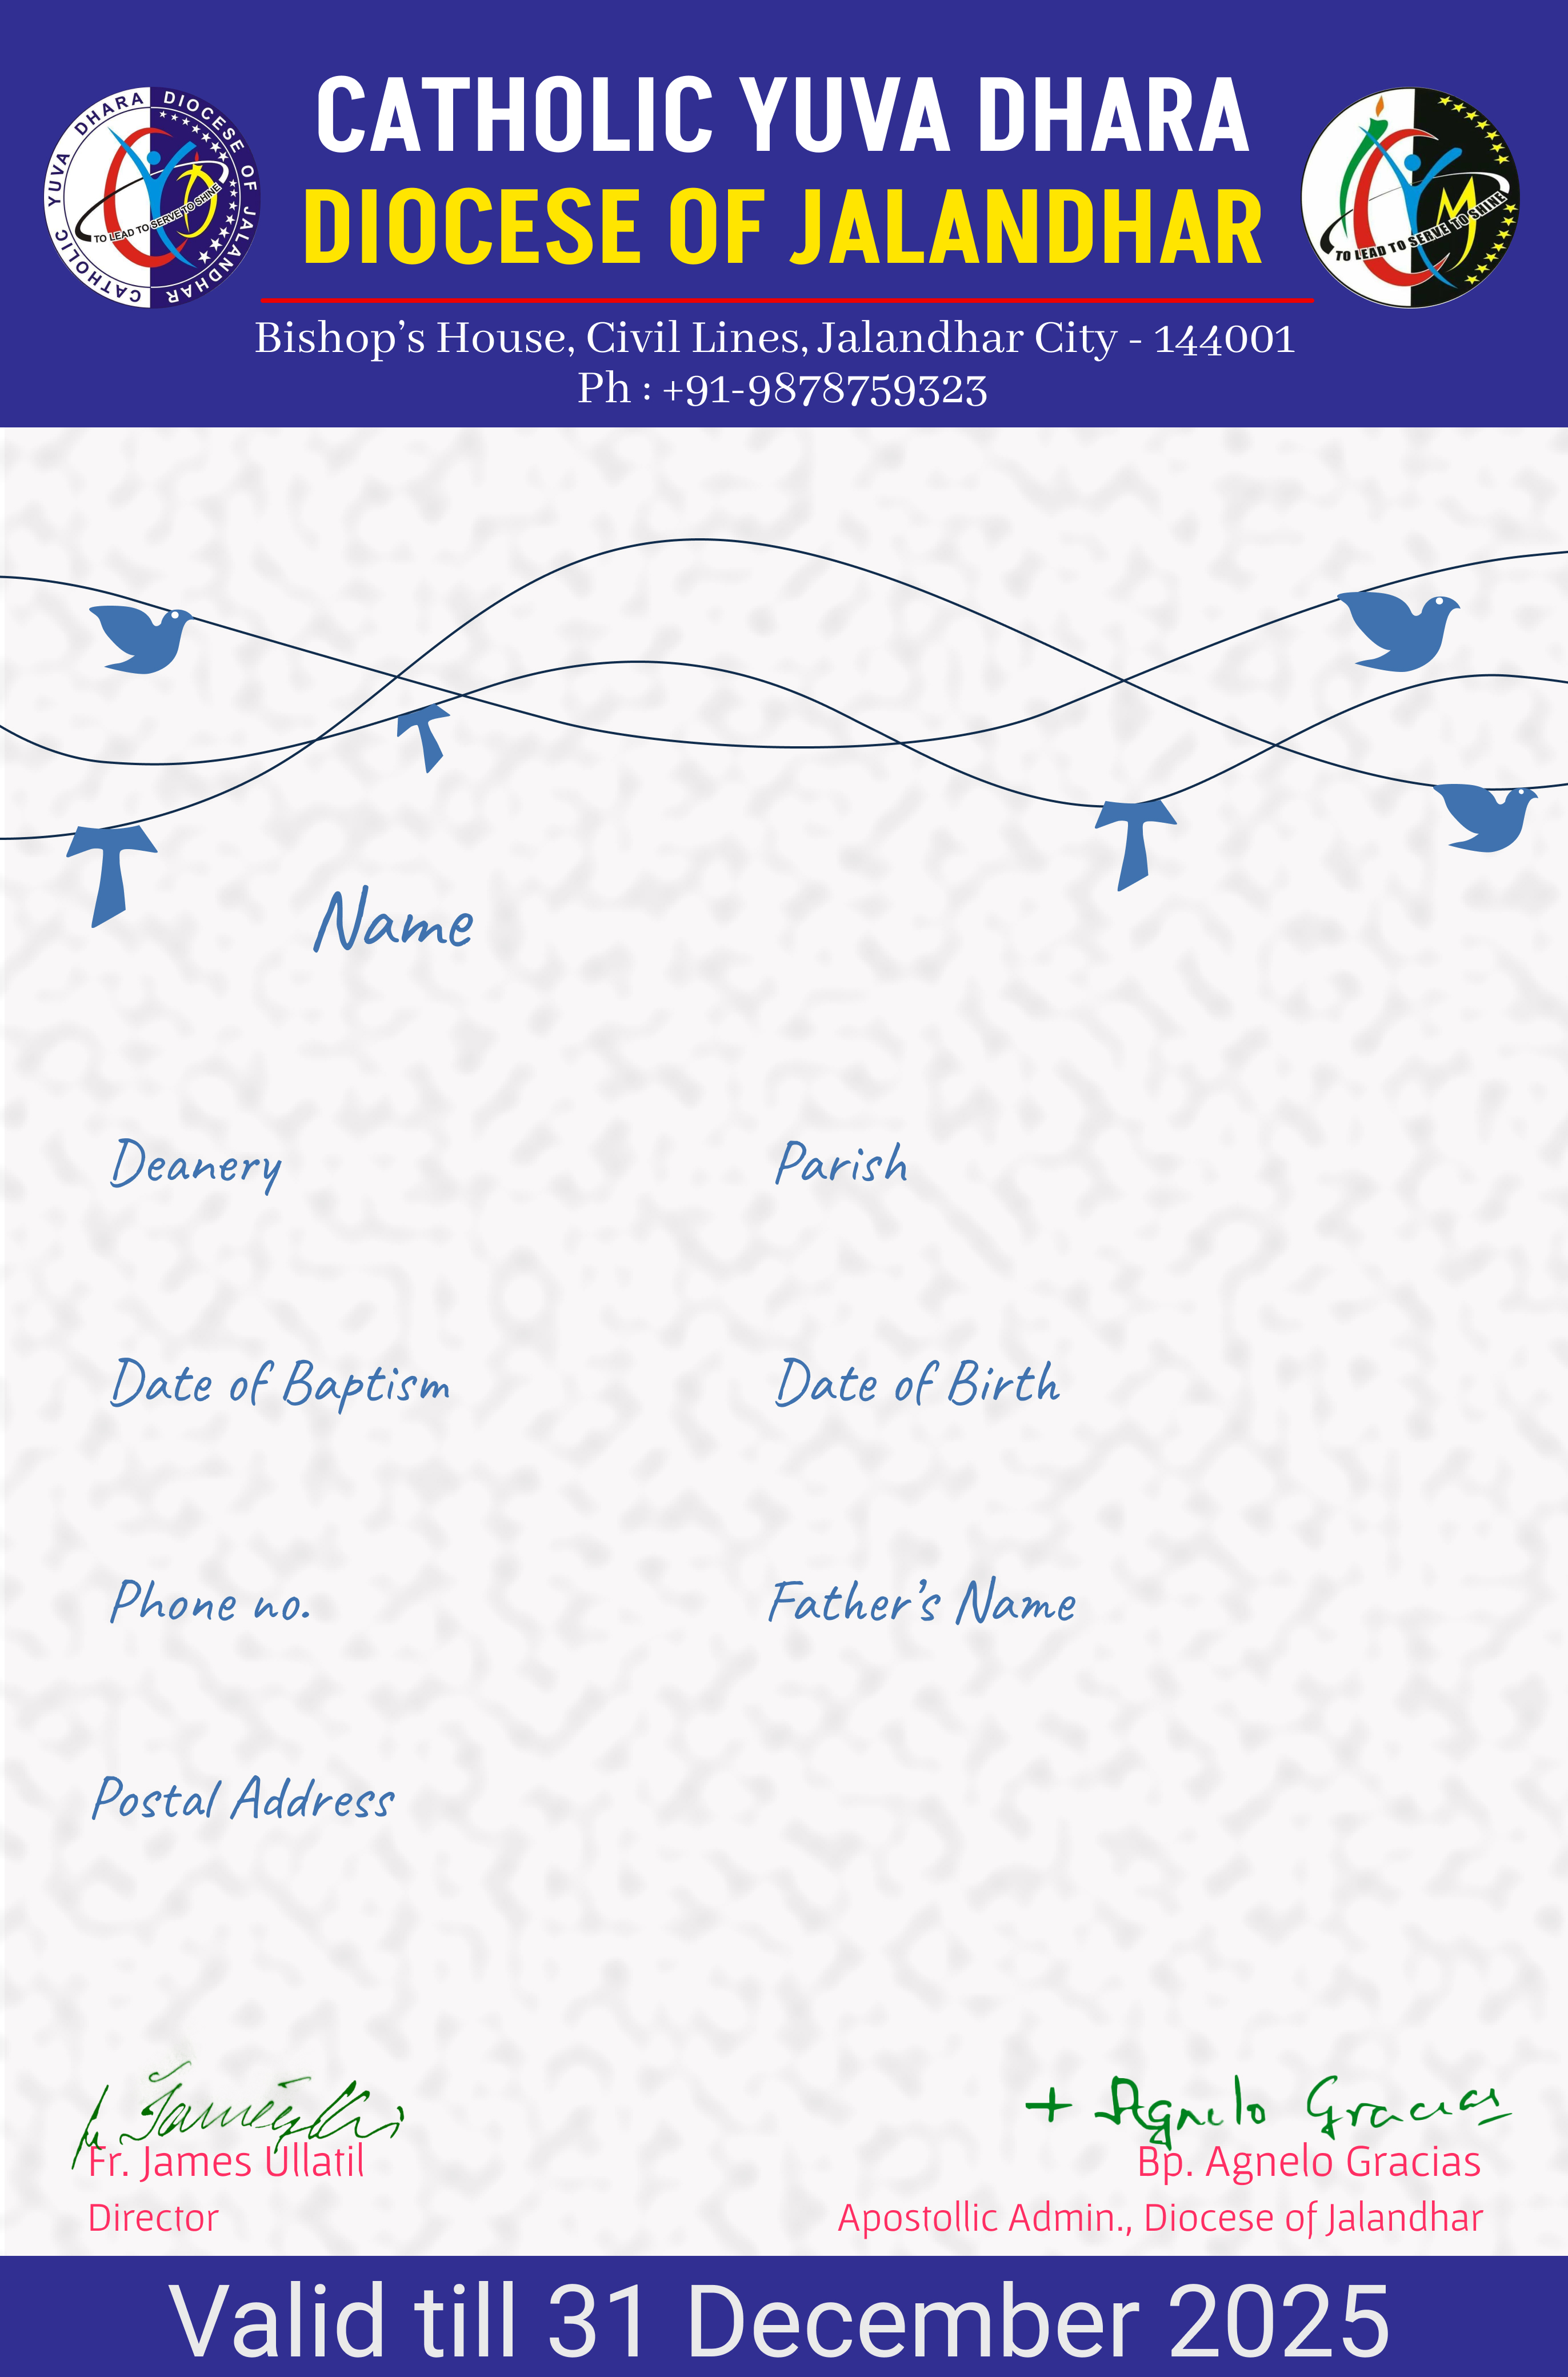 CATHOLIC YUVA DHARA
DIOCESE OF JALANDHAR
CATHOLIC YUVA DHARA DIOCESE OF JALANDHAR
TO LEAD TO SERVE TO SHINE
TO LEAD TO SERVE TO SHINE
Bishop’s House, Civil Lines, Jalandhar City - 144001
Ph : +91-9878759323
Name
Deanery
Parish
Date of Baptism
Date of Birth
Phone no.
Father’s Name
Postal Address
+ Agnelo Gracias
Fr. James Ullatil
Bp. Agnelo Gracias
Director
Apostollic Admin., Diocese of Jalandhar
Valid till 31 December 2025